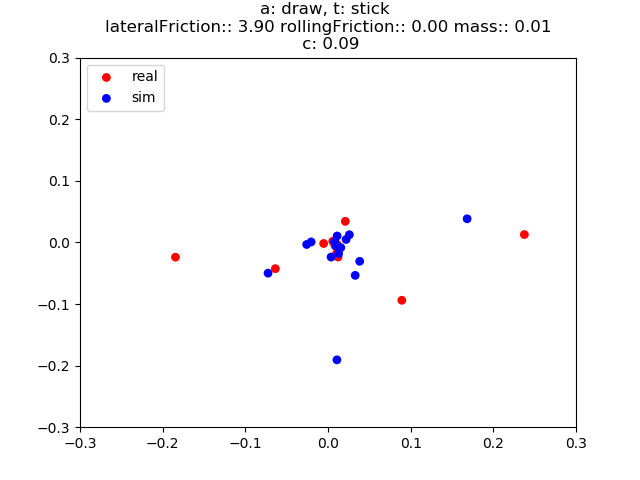 a: draw, t: stick
lateralFriction:: 3.90 rollingFriction:: 0.00 mass:: 0.01
c: 0.09
real
sim
0.3
0.2
0.1
0.0
−0.1
−0.2
−0.3
−0.3
−0.2
−0.1
0.0
0.1
0.2
0.3